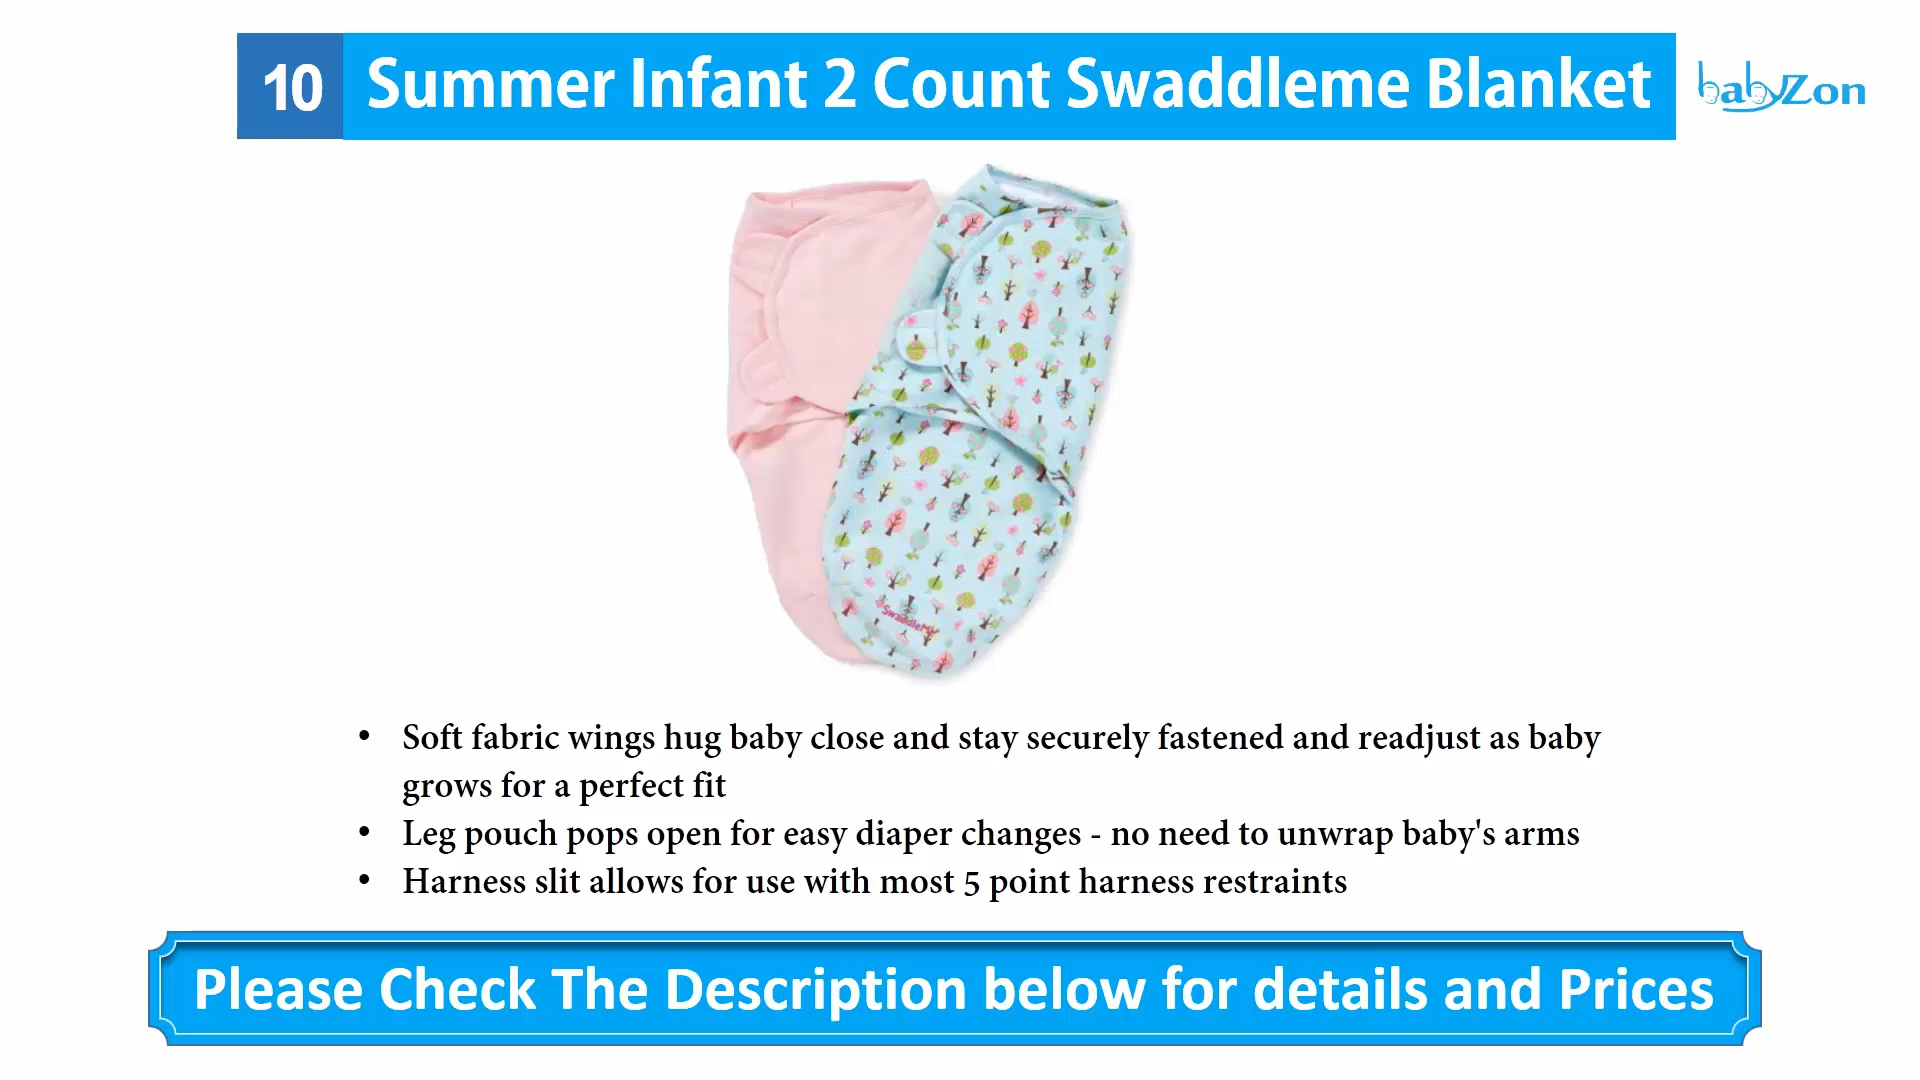 10 Summer Infant 2 Count Swaddleme Blanket
babyZon
SwaddleMe
• Soft fabric wings hug baby close and stay securely fastened and readjust as baby
grows for a perfect fit
• Leg pouch pops open for easy diaper changes - no need to unwrap baby's arms
• Harness slit allows for use with most 5 point harness restraints
Please Check The Description below for details and Prices